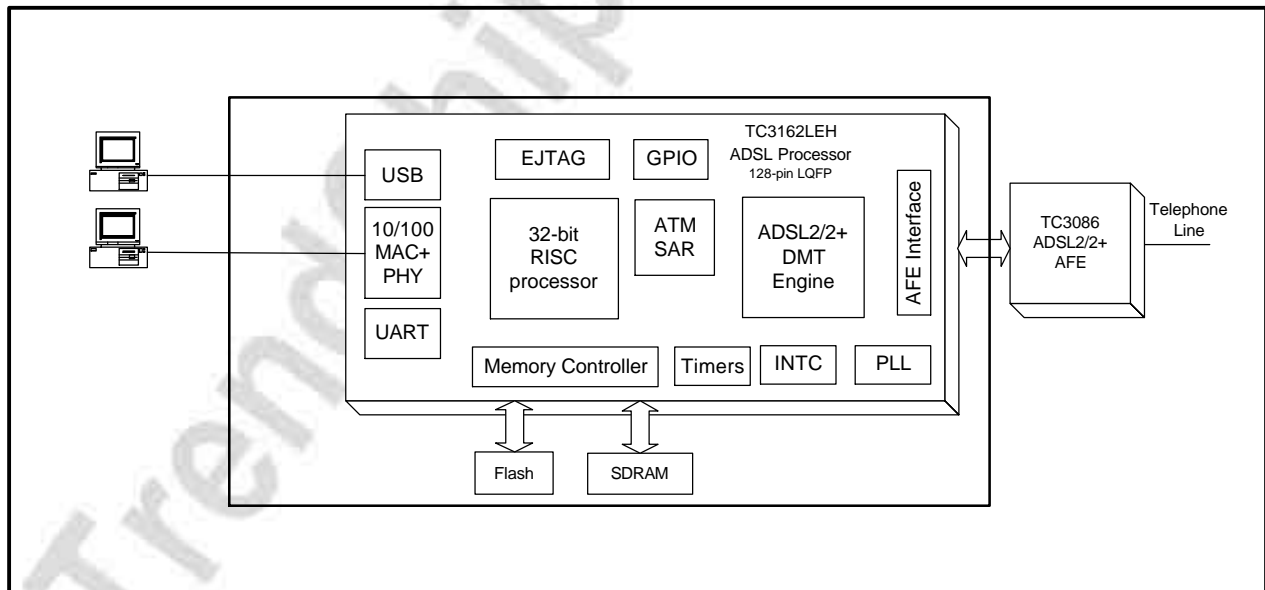 Trendchip
TC3162LEH
ADSL Processor
128-pin LQFP
USB
EJTAG
GPIO
10/100
MAC+
PHY
32-bit
RISC
processor
ATM
SAR
ADSL2/2+
DMT
Engine
AFE Interface
TC3086
ADSL2/2+
AFE
Telephone
Line
UART
Memory Controller
Timers
INTC
PLL
Flash
SDRAM